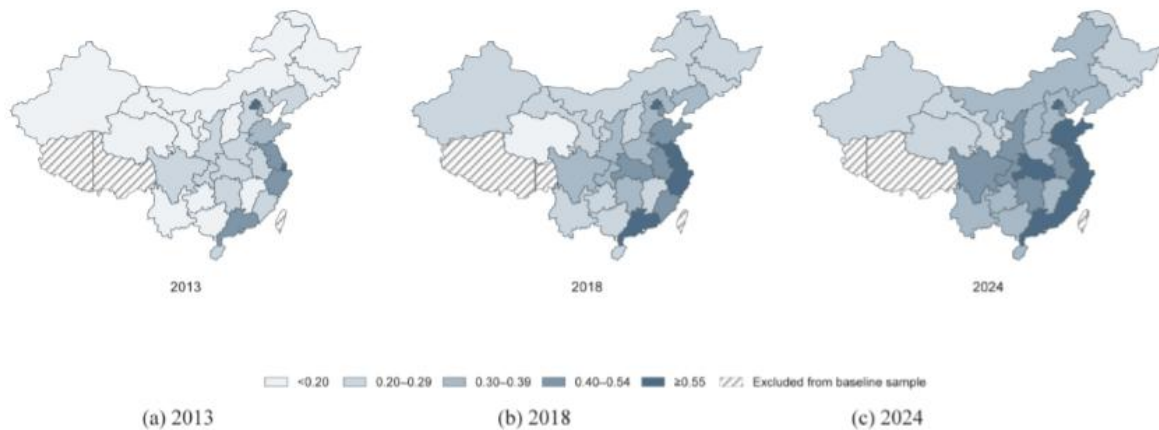 2013 2018 2024
<0.20 0.20–0.29 0.30–0.39 0.40–0.54 ≥0.55 Excluded from baseline sample
(a) 2013 (b) 2018 (c) 2024